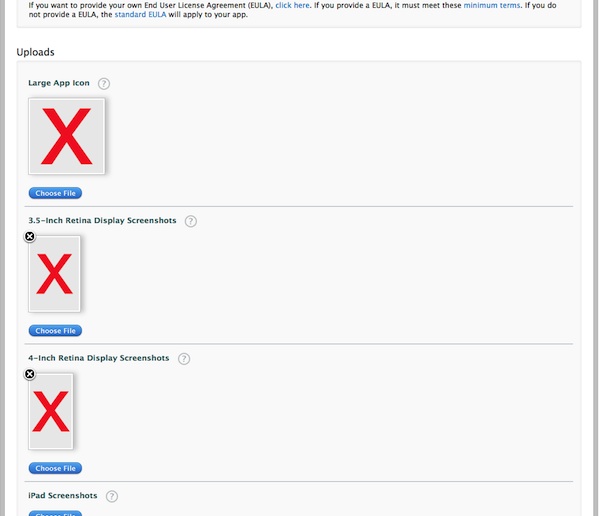 If you want to provide your own End User License Agreement (EULA), click here. If you provide a EULA, it must meet these minimum terms. If you do
not provide a EULA, the standard EULA will apply to your app.
Uploads
Large App Icon ?
X
Choose File
3.5-Inch Retina Display Screenshots ?
X
Choose File
4-Inch Retina Display Screenshots ?
X
Choose File
iPad Screenshots ?
Choose File